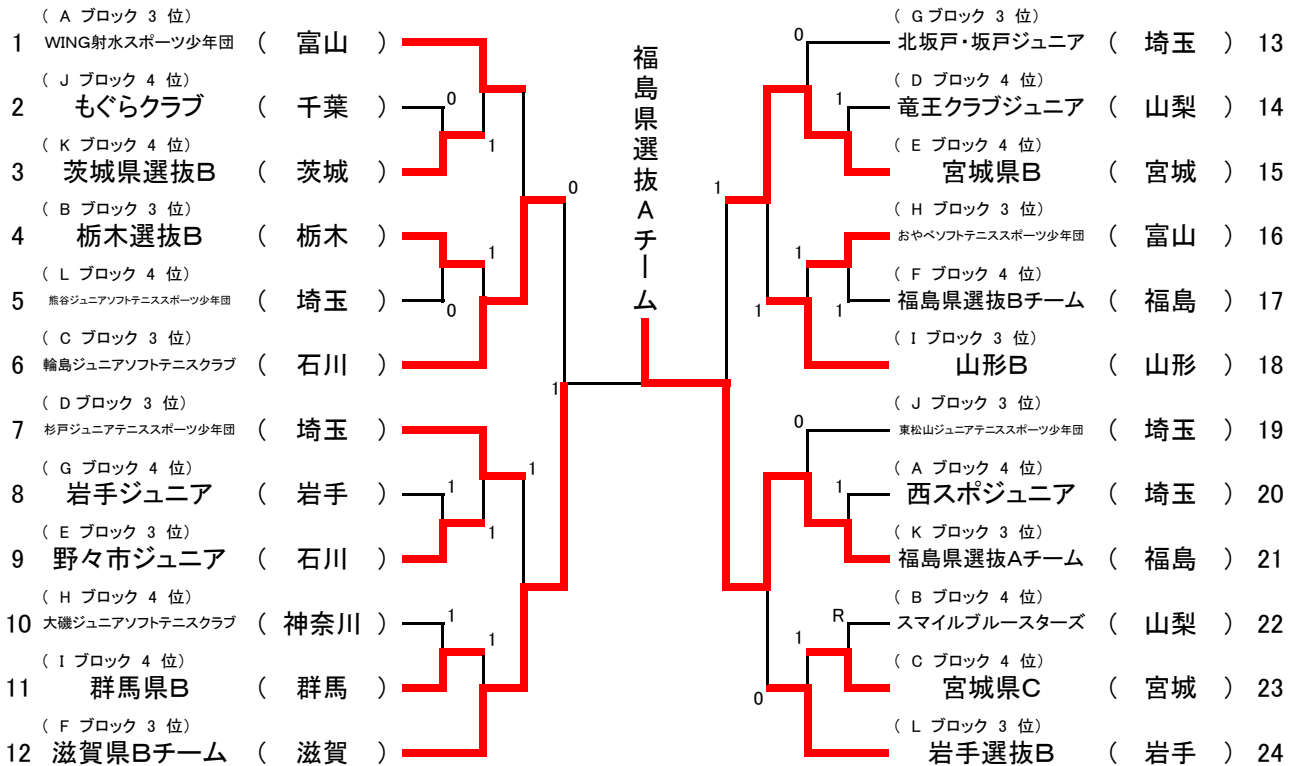 ( A ブロック 3 位)
1 WING射水スポーツ少年団 ( 富山 )
( J ブロック 4 位)
2 もぐらクラブ ( 千葉 ) 0
( K ブロック 4 位) 1
3 茨城県選抜B ( 茨城 )
0
( B ブロック 3 位)
4 栃木選抜B ( 栃木 )
1
( L ブロック 4 位)
5 熊谷ジュニアソフトテニススポーツ少年団 ( 埼玉 ) 0
( C ブロック 3 位)
6 輪島ジュニアソフトテニスクラブ ( 石川 )
1
( D ブロック 3 位)
7 杉戸ジュニアテニススポーツ少年団 ( 埼玉 )
1
( G ブロック 4 位)
8 岩手ジュニア ( 岩手 ) 1
( E ブロック 3 位) 1
9 野々市ジュニア ( 石川 )
( H ブロック 4 位)
10 大磯ジュニアソフトテニスクラブ ( 神奈川 ) 1
1
( I ブロック 4 位)
11 群馬県B ( 群馬 )
( F ブロック 3 位)
12 滋賀県Bチーム ( 滋賀 )
福島県選抜Aチーム
( G ブロック 3 位)
0 北坂戸・坂戸ジュニア ( 埼玉 ) 13
( D ブロック 4 位)
1 竜王クラブジュニア ( 山梨 ) 14
( E ブロック 4 位)
宮城県B ( 宮城 ) 15
1
( H ブロック 3 位)
おやべソフトテニススポーツ少年団 ( 富山 ) 16
1
( F ブロック 4 位)
1 1 福島県選抜Bチーム ( 福島 ) 17
( I ブロック 3 位)
山形B ( 山形 ) 18
( J ブロック 3 位)
0 東松山ジュニアテニススポーツ少年団 ( 埼玉 ) 19
( A ブロック 4 位)
1 西スポジュニア ( 埼玉 ) 20
( K ブロック 3 位)
福島県選抜Aチーム ( 福島 ) 21
( B ブロック 4 位)
R スマイルブルースターズ ( 山梨 ) 22
1
( C ブロック 4 位)
宮城県C ( 宮城 ) 23
0
( L ブロック 3 位)
岩手選抜B ( 岩手 ) 24